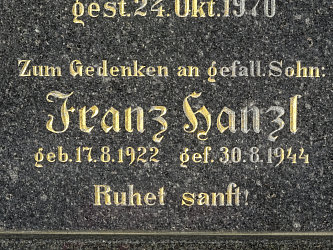 gest. 24. Okt. 1970
Zum Gedenken an gefall. Sohn:
Franz Hanzl
geb. 17.8.1922 gef. 30.8.1944
Ruhet sanft!